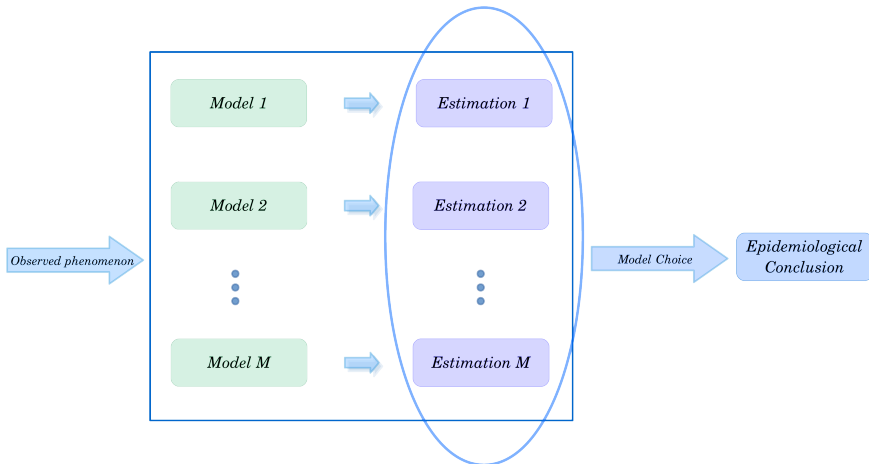 Model 1
Estimation 1
Model 2
Estimation 2
Observed phenomenon
Model Choice
Epidemiological
Conclusion
Model M
Estimation M